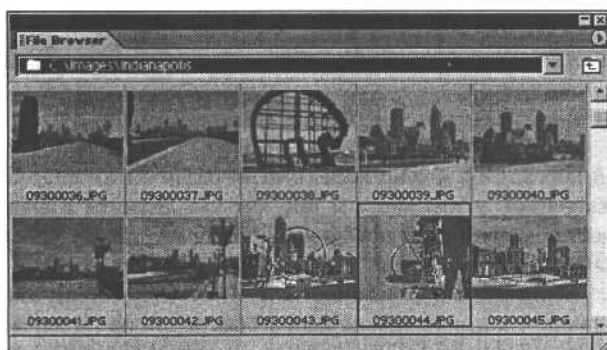 File Browser
C:\Images\Indianapolis
09300036.JPG 09300037.JPG 09300038.JPG 09300039.JPG 09300040.JPG
09300041.JPG 09300042.JPG 09300043.JPG 09300044.JPG 09300045.JPG